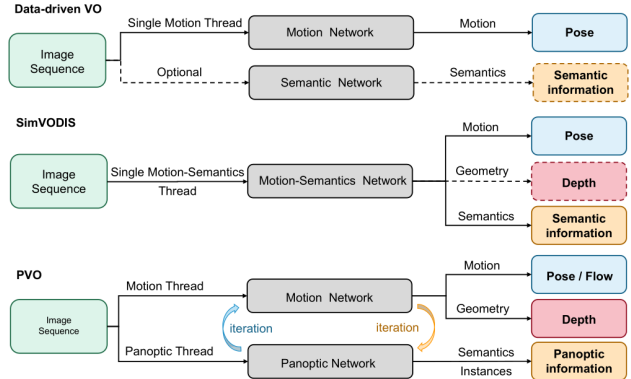 Data-driven VO
Image
Sequence
Single Motion Thread
Motion Network
Motion
Pose
Optional
Semantic Network
Semantics
Semantic
information
SimVODIS
Image
Sequence
Single Motion-Semantics
Thread
Motion-Semantics Network
Motion
Pose
Geometry
Depth
Semantics
Semantic
information
PVO
Image
Sequence
Motion Thread
Motion Network
Motion
Pose / Flow
Geometry
Depth
iteration
iteration
Panoptic Thread
Panoptic Network
Semantics
Instances
Panoptic
information